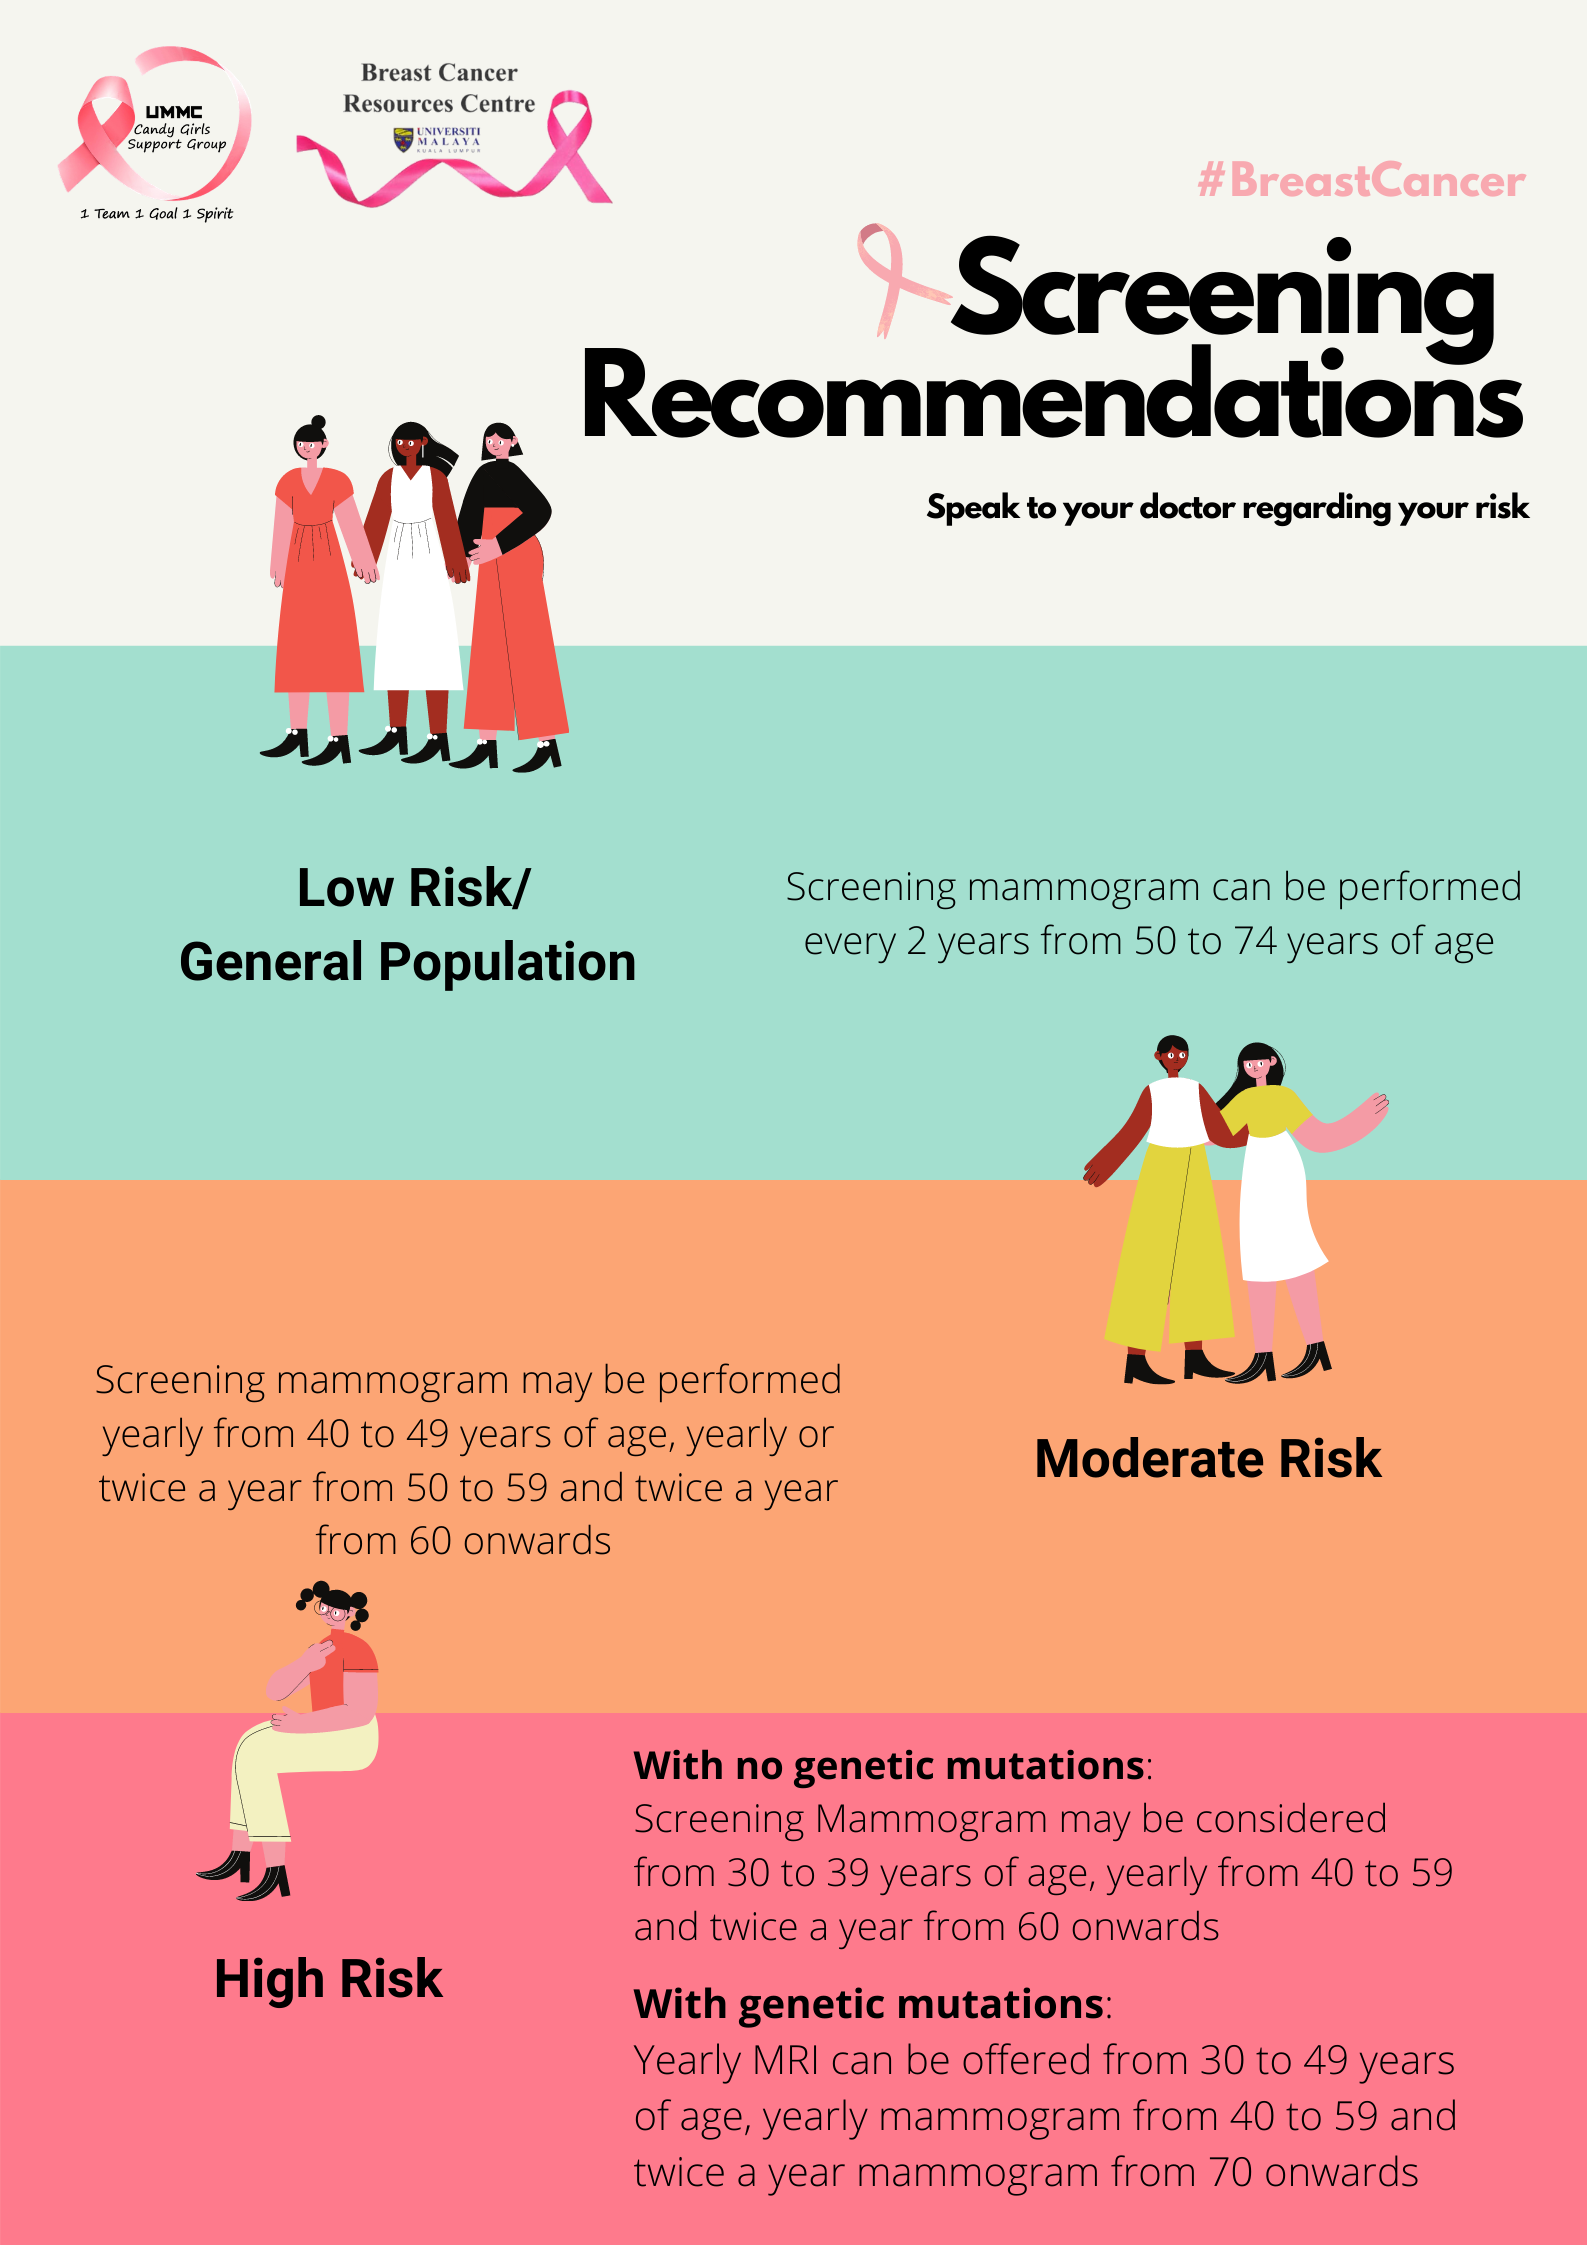 UMMC
Candy Girls
Support Group
1 Team 1 Goal 1 Spirit
Breast Cancer
Resources Centre
UNIVERSITI
MALAYA
KUALA LUMPUR
#BreastCancer
Screening
Recommendations
Speak to your doctor regarding your risk
Low Risk/
General Population
Screening mammogram can be performed
every 2 years from 50 to 74 years of age
Screening mammogram may be performed
yearly from 40 to 49 years of age, yearly or
twice a year from 50 to 59 and twice a year
from 60 onwards
Moderate Risk
High Risk
With no genetic mutations:
Screening Mammogram may be considered
from 30 to 39 years of age, yearly from 40 to 59
and twice a year from 60 onwards
With genetic mutations:
Yearly MRI can be offered from 30 to 49 years
of age, yearly mammogram from 40 to 59 and
twice a year mammogram from 70 onwards